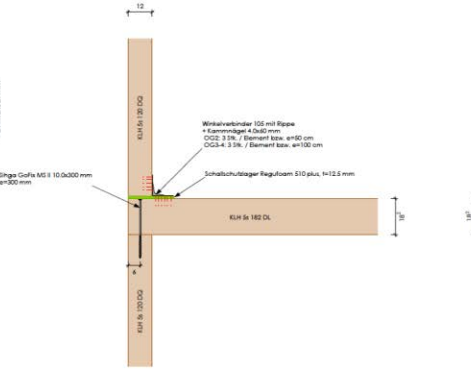 12
KLH 5s 120 DQ
Winkelverbinder 105 mit Rippe
+ Kammnägel 4.0x60 mm
OG2: 3 Stk. / Element bzw. e=50 cm
OG3-4: 3 Stk. / Element bzw. e=100 cm
Sihga GoFix MS II 10.0x300 mm
e=300 mm
Schallschutzlager Regufoam 510 plus, t=12.5 mm
KLH 5s 182 DL
18²
18²
6
KLH 5s 120 DQ